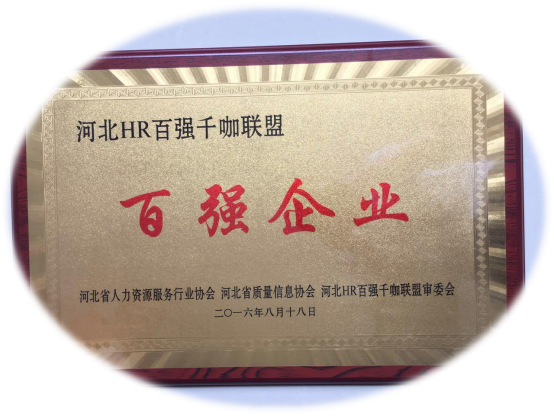 河北HR百强千咖联盟
百强企业
河北省人力资源服务行业协会 河北省质量信息协会 河北HR百强千咖联盟审委会
二〇一六年八月十八日